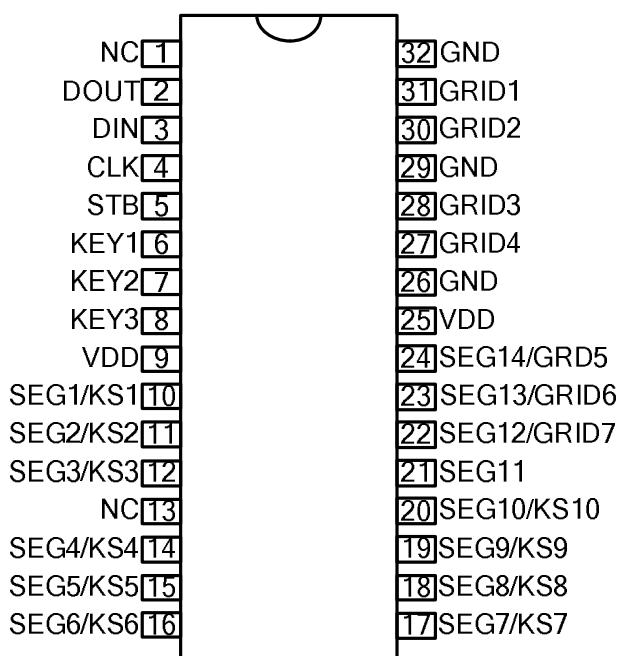 NC 1 32 GND
DOUT 2 31 GRID1
DIN 3 30 GRID2
CLK 4 29 GND
STB 5 28 GRID3
KEY1 6 27 GRID4
KEY2 7 26 GND
KEY3 8 25 VDD
VDD 9 24 SEG14/GRD5
SEG1/KS1 10 23 SEG13/GRID6
SEG2/KS2 11 22 SEG12/GRID7
SEG3/KS3 12 21 SEG11
NC 13 20 SEG10/KS10
SEG4/KS4 14 19 SEG9/KS9
SEG5/KS5 15 18 SEG8/KS8
SEG6/KS6 16 17 SEG7/KS7